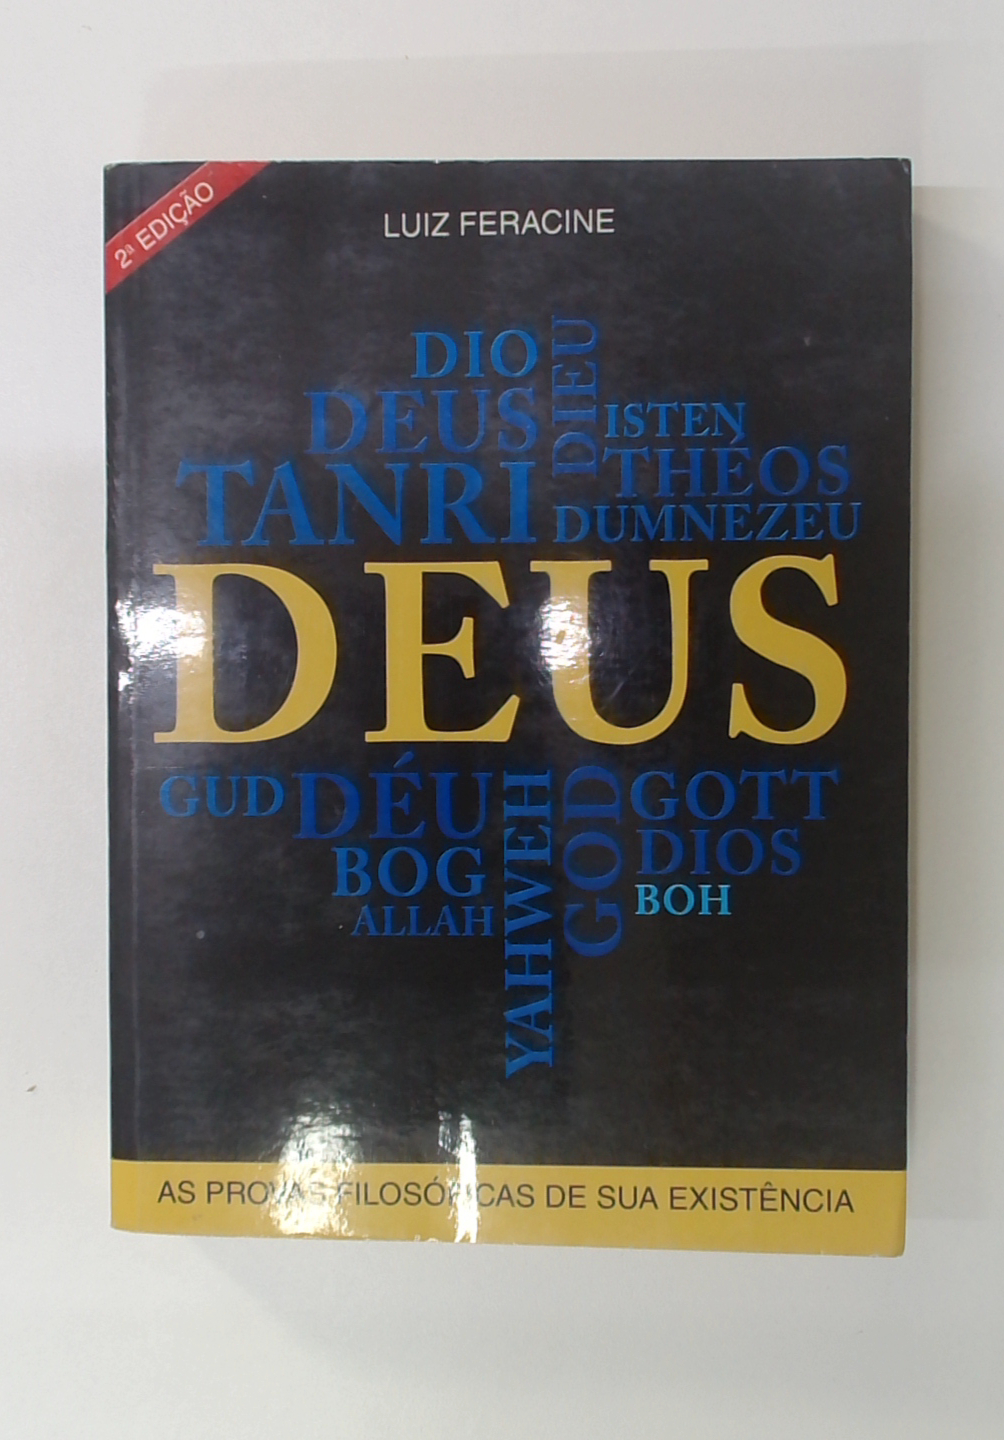 2ª EDIÇÃO
LUIZ FERACINE
DIO
DEUS
TANRI
DIEU
ISTEN
THÉOS
DUMNEZEU
DEUS
GUD
DÉU
BOG
ALLAH
YAHWEH
GOD
GOTT
DIOS
BOH
AS PROVAS FILOSÓFICAS DE SUA EXISTÊNCIA